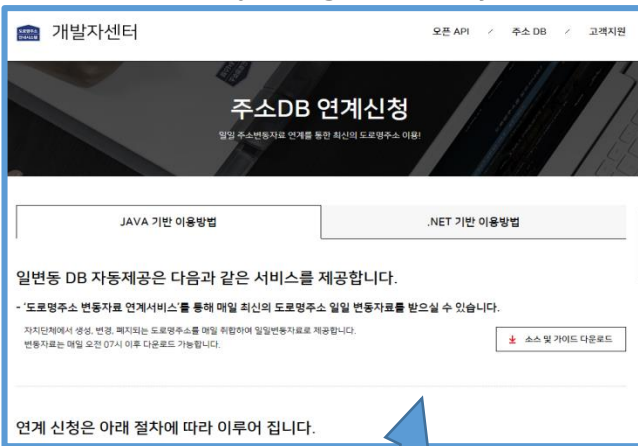 개발자센터
오픈 API / 주소 DB / 고객지원
주소DB 연계신청
일일 주소변동자료 연계를 통한 최신의 도로명주소 이용!
JAVA 기반 이용방법
.NET 기반 이용방법
일변동 DB 자동제공은 다음과 같은 서비스를 제공합니다.
- '도로명주소 변동자료 연계서비스'를 통해 매일 최신의 도로명주소 일일 변동자료를 받으실 수 있습니다.
자치단체에서 생성, 변경, 폐지되는 도로명주소를 매일 취합하여 일일변동자료로 제공합니다.
변동자료는 매일 오전 07시 이후 다운로드 가능합니다.
소스 및 가이드 다운로드
연계 신청은 아래 절차에 따라 이루어 집니다.